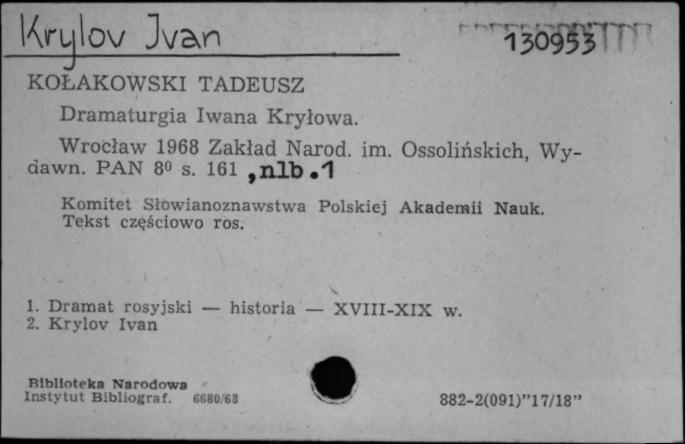 Krylov Ivan
130953
KOŁAKOWSKI TADEUSZ
Dramaturgia Iwana Kryłowa.
Wrocław 1968 Zakład Narod. im. Ossolińskich, Wy-
dawn. PAN 8⁰ s. 161 ,nlb.1
Komitet Słowianoznawstwa Polskiej Akademii Nauk.
Tekst częściowo ros.
1. Dramat rosyjski — historia — XVIII-XIX w.
2. Krylov Ivan
Biblioteka Narodowa
Instytut Bibliograf. 6680/68
882-2(091)”17/18”